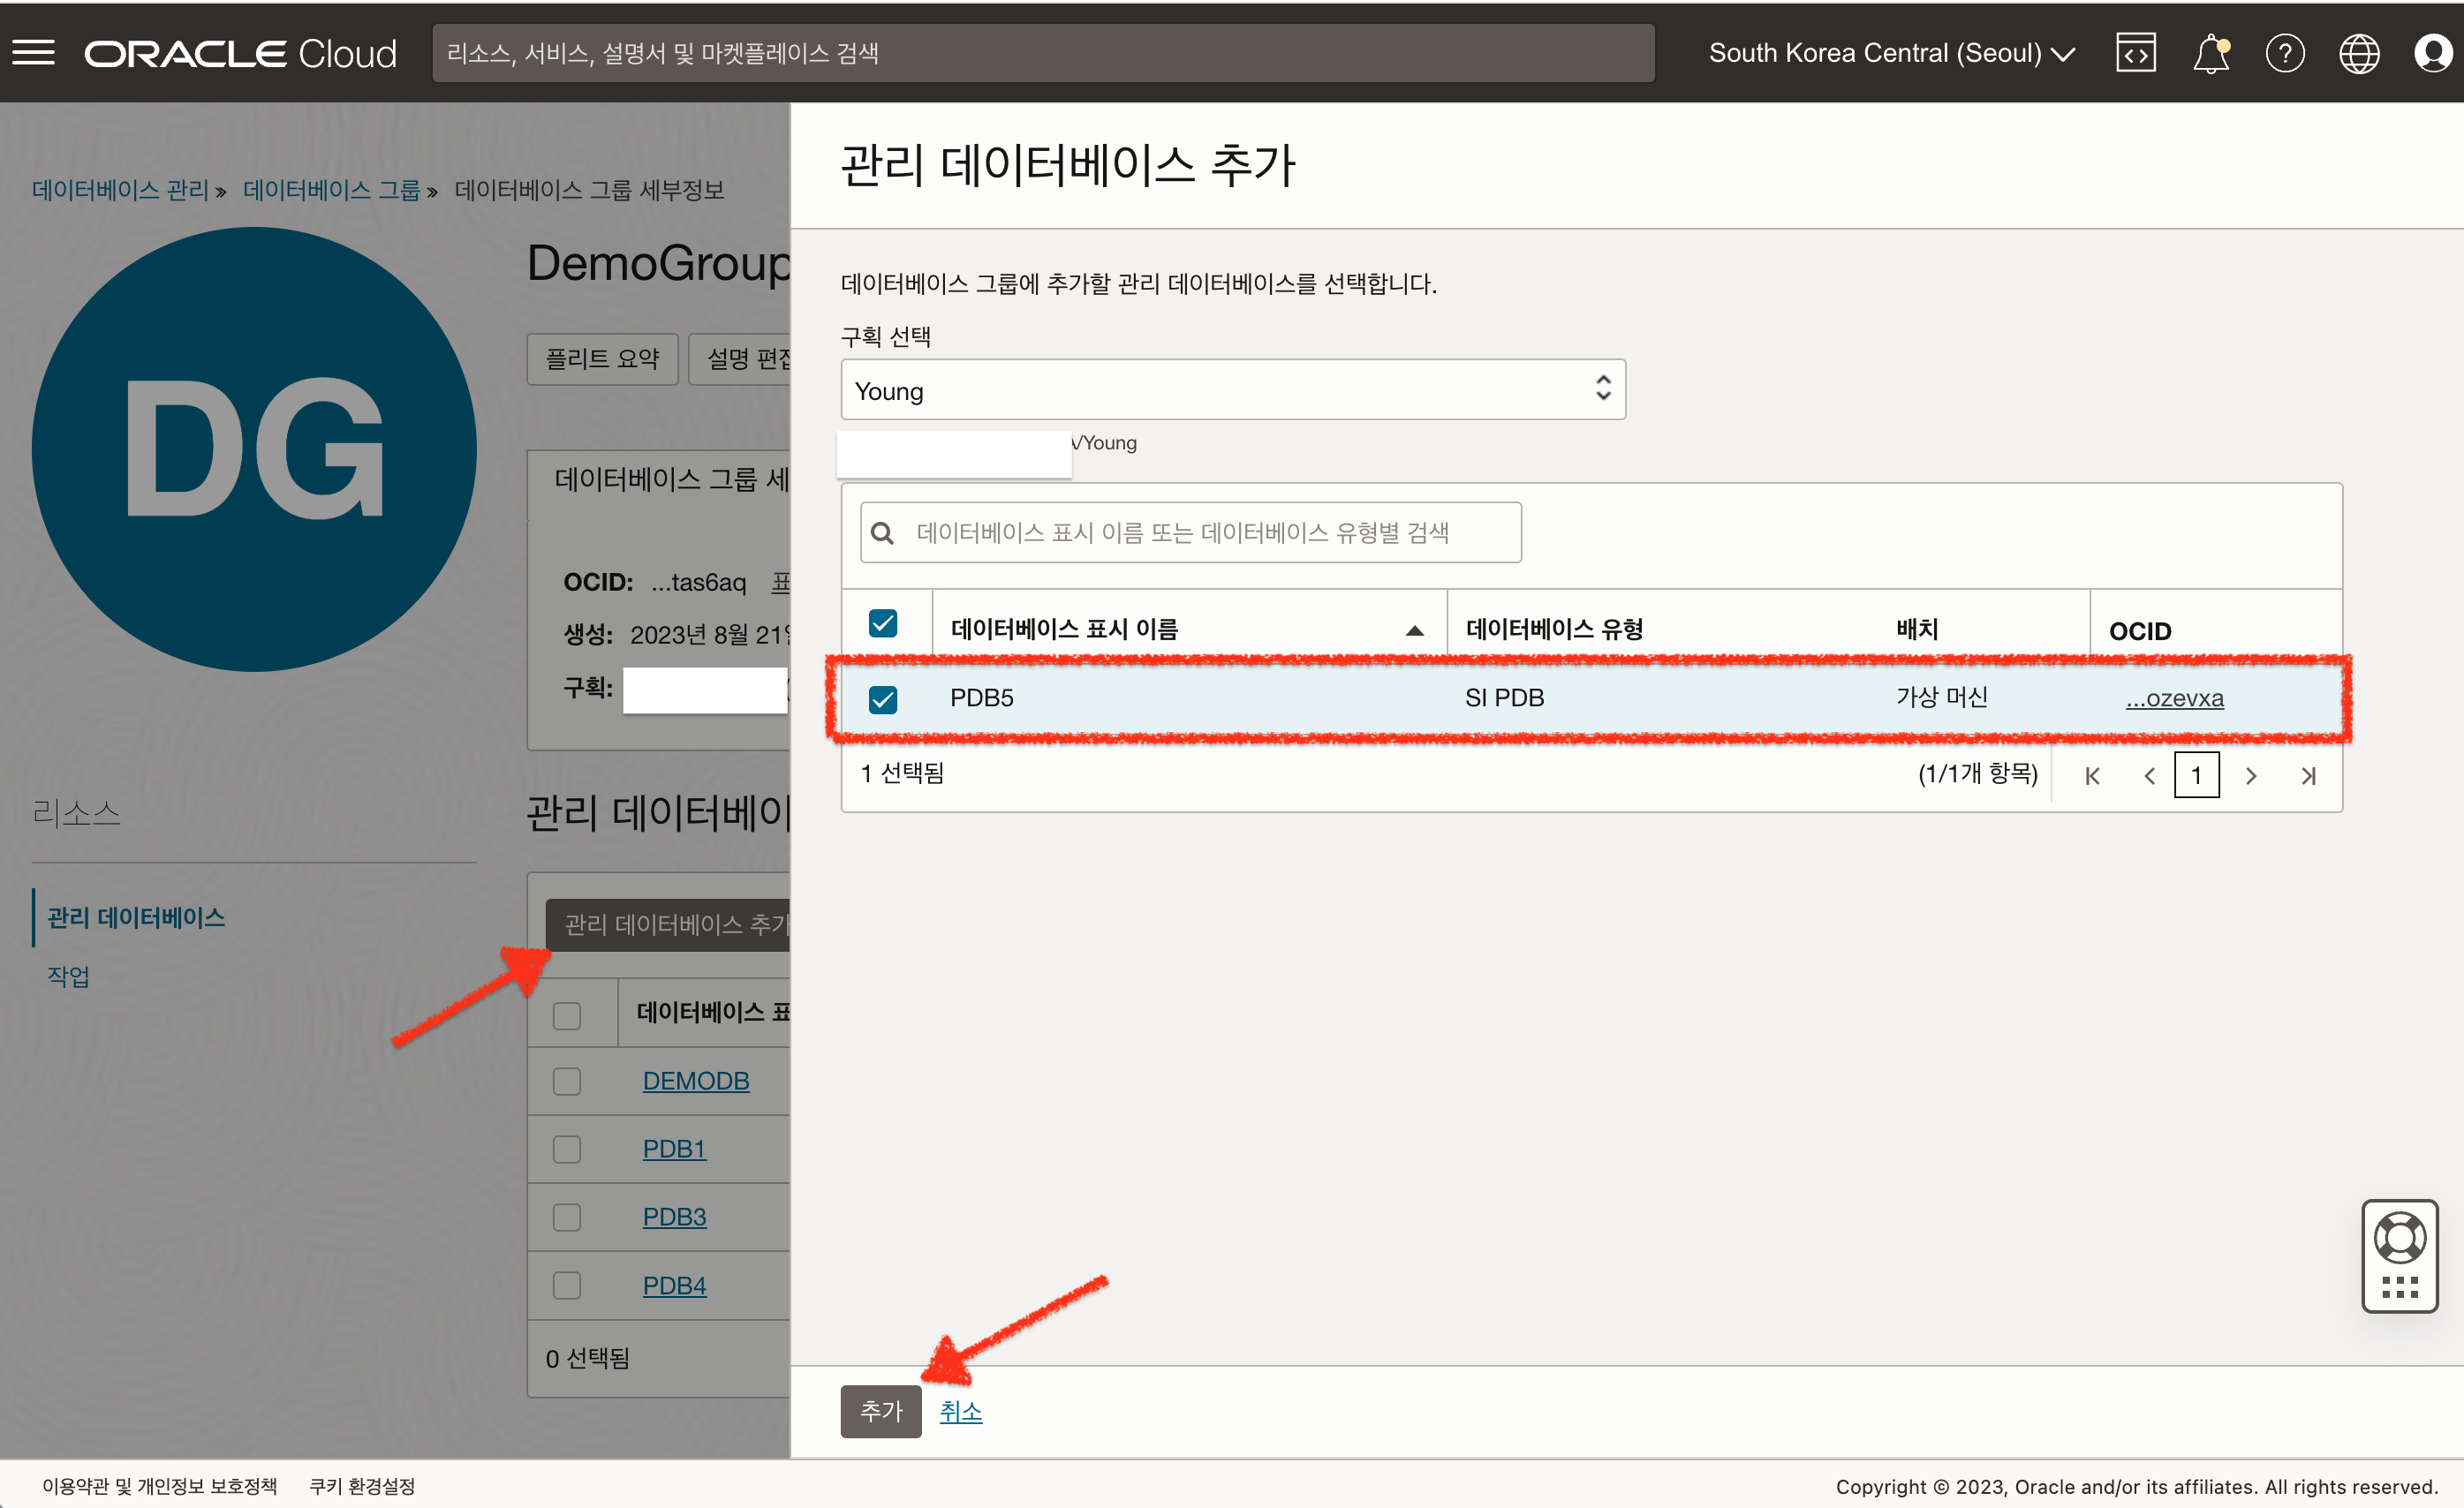 ORACLE Cloud
리소스, 서비스, 설명서 및 마켓플레이스 검색
South Korea Central (Seoul)
데이터베이스 관리 » 데이터베이스 그룹 » 데이터베이스 그룹 세부정보
DG
DemoGroup
플리트 요약
설명 편집
데이터베이스 그룹 세
OCID: ...tas6aq 표
생성: 2023년 8월 21일
구획:
리소스
관리 데이터베이스
작업
관리 데이터베이
관리 데이터베이스 추가
데이터베이스 표
DEMODB
PDB1
PDB3
PDB4
0 선택됨
관리 데이터베이스 추가
데이터베이스 그룹에 추가할 관리 데이터베이스를 선택합니다.
구획 선택
Young
/Young
데이터베이스 표시 이름 또는 데이터베이스 유형별 검색
데이터베이스 표시 이름 데이터베이스 유형 배치 OCID
PDB5 SI PDB 가상 머신 ...ozevxa
1 선택됨 (1/1개 항목) 1
추가 취소
이용약관 및 개인정보 보호정책 쿠키 환경설정
Copyright © 2023, Oracle and/or its affiliates. All rights reserved.